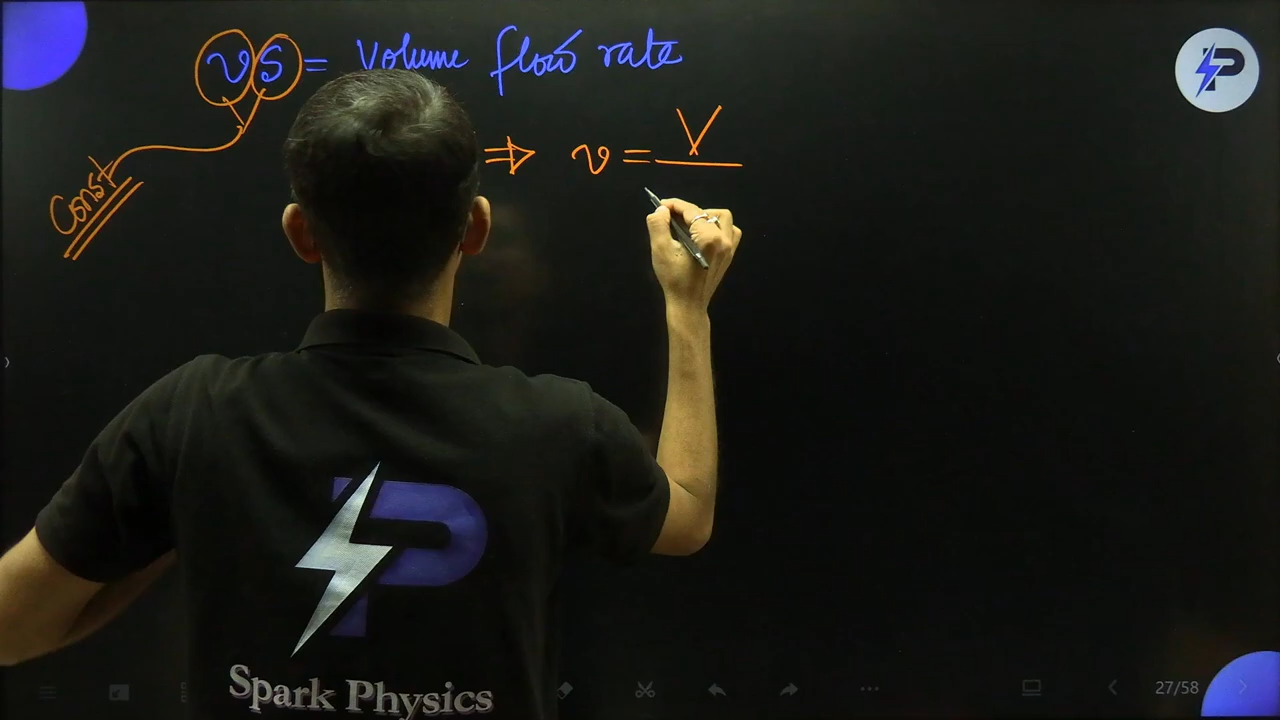 vS = Volume flow rate
⇒ v = V
Const
Spark Physics
27/58